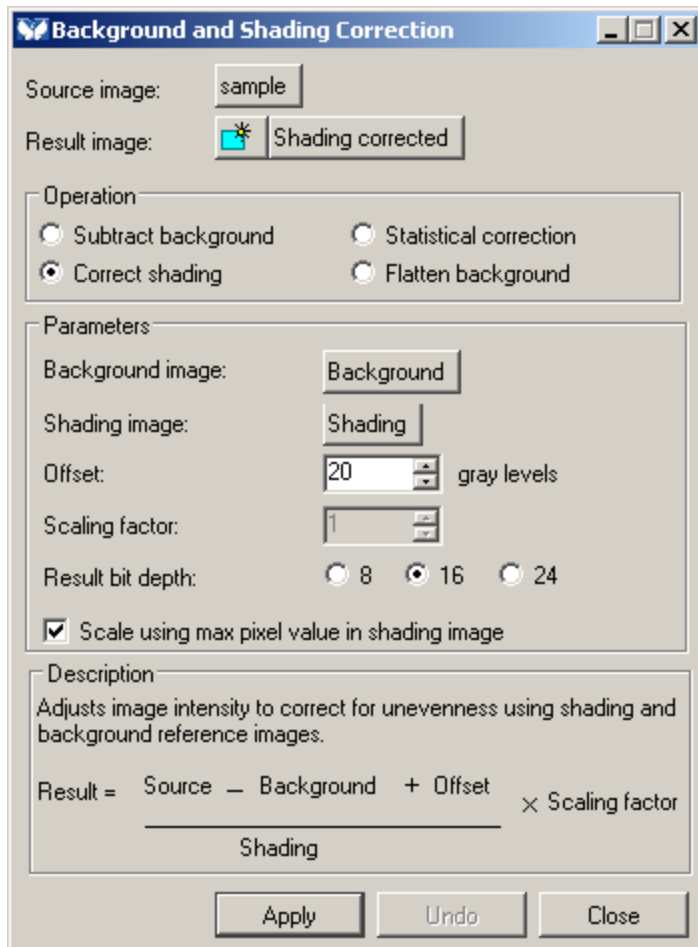 Background and Shading Correction
Source image: sample
Result image: Shading corrected
Operation
Subtract background Statistical correction
Correct shading Flatten background
Parameters
Background image: Background
Shading image: Shading
Offset: 20 gray levels
Scaling factor: 1
Result bit depth: 8 16 24
Scale using max pixel value in shading image
Description
Adjusts image intensity to correct for unevenness using shading and
background reference images.
Result = Source − Background + Offset × Scaling factor
Shading
Apply Undo Close